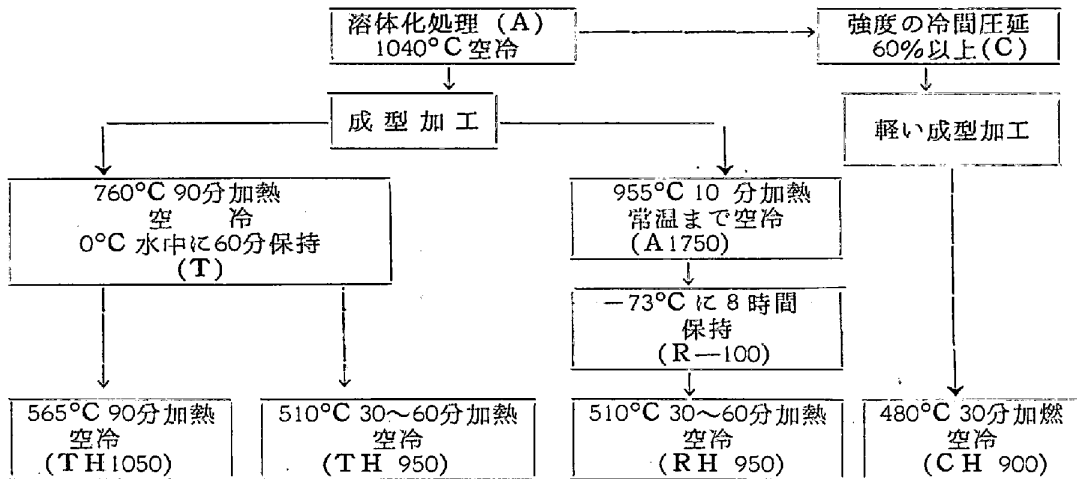 溶体化処理 (A)
1040°C 空冷
強度の冷間圧延
60%以上(C)
成 型 加 工
軽い成型加工
760°C 90分加熱
空 冷
0°C 水中に60分保持
(T)
955°C 10 分加熱
常温まで空冷
(A1750)
−73°C に 8 時間
保持
(R—100)
565°C 90分加熱
空冷
(TH1050)
510°C 30～60分加熱
空冷
(TH 950)
510°C 30～60分加熱
空冷
(RH 950)
480°C 30分加燃
空冷
(CH 900)